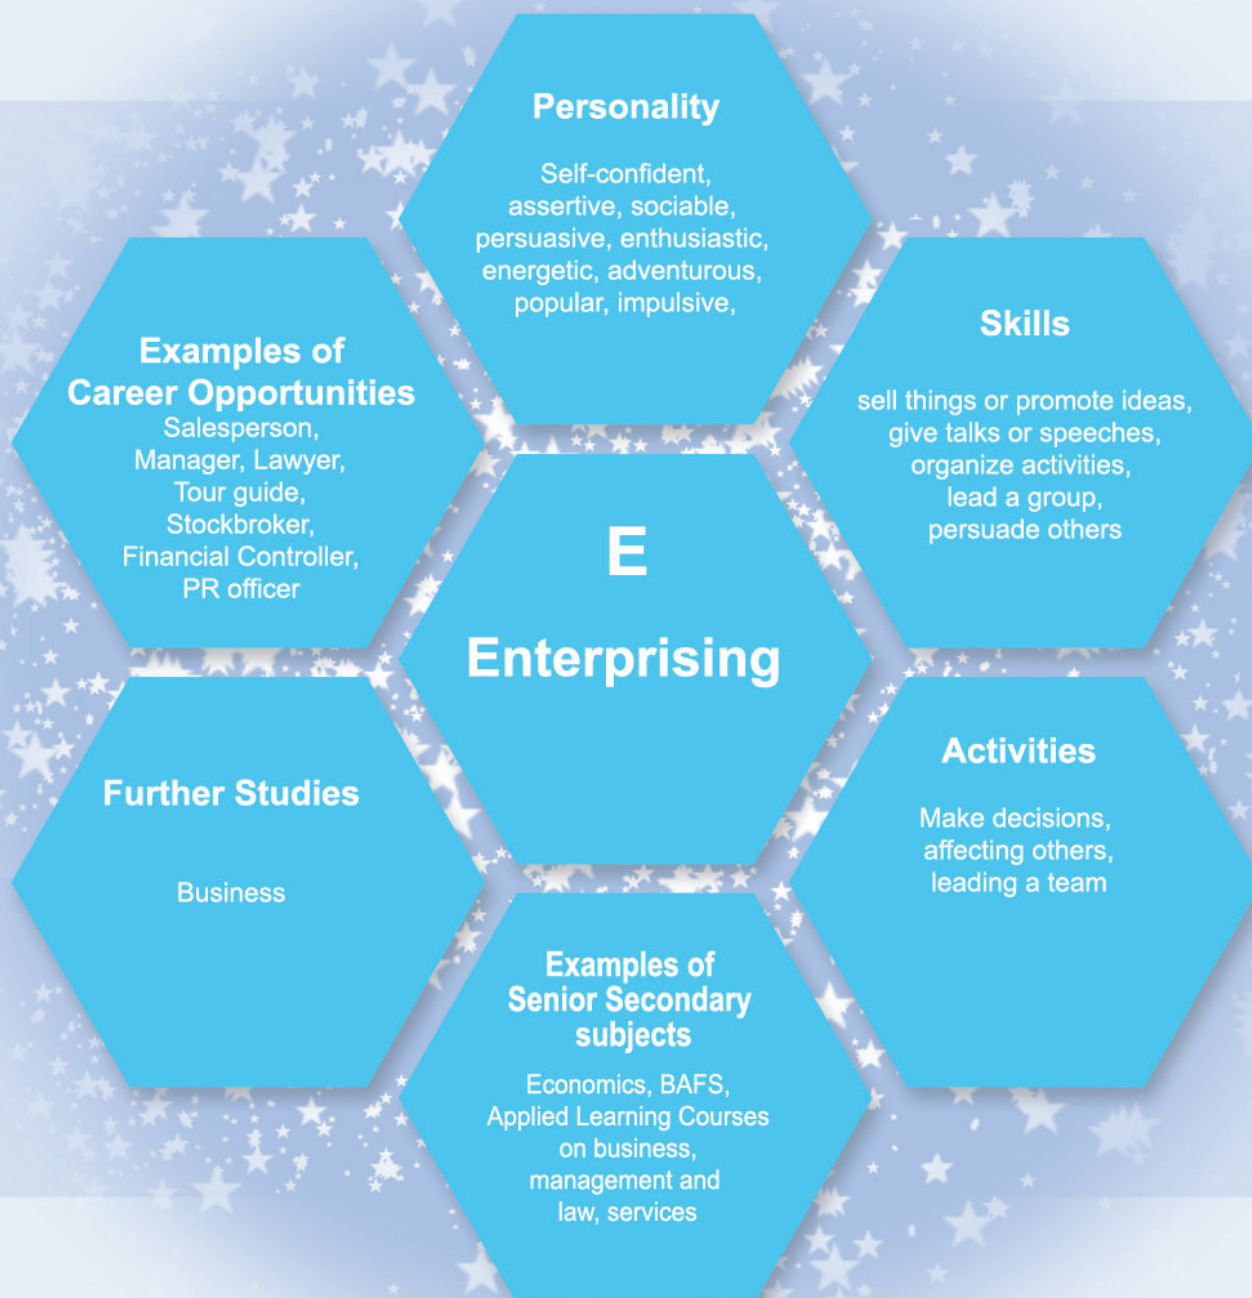 Personality
Self-confident,
assertive, sociable,
persuasive, enthusiastic,
energetic, adventurous,
popular, impulsive,
Examples of
Career Opportunities
Salesperson,
Manager, Lawyer,
Tour guide,
Stockbroker,
Financial Controller,
PR officer
Skills
sell things or promote ideas,
give talks or speeches,
organize activities,
lead a group,
persuade others
E
Enterprising
Further Studies
Business
Activities
Make decisions,
affecting others,
leading a team
Examples of
Senior Secondary
subjects
Economics, BAFS,
Applied Learning Courses
on business,
management and
law, services